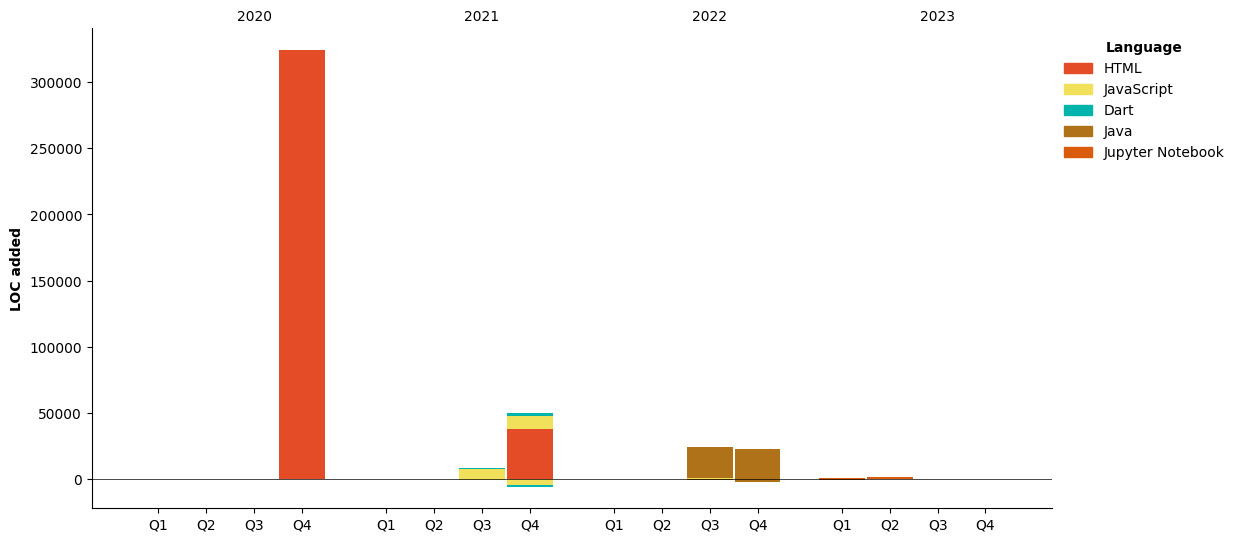 2020 2021 2022 2023
Language
HTML
JavaScript
Dart
Java
Jupyter Notebook
LOC added
300000
250000
200000
150000
100000
50000
0
Q1 Q2 Q3 Q4 Q1 Q2 Q3 Q4 Q1 Q2 Q3 Q4 Q1 Q2 Q3 Q4